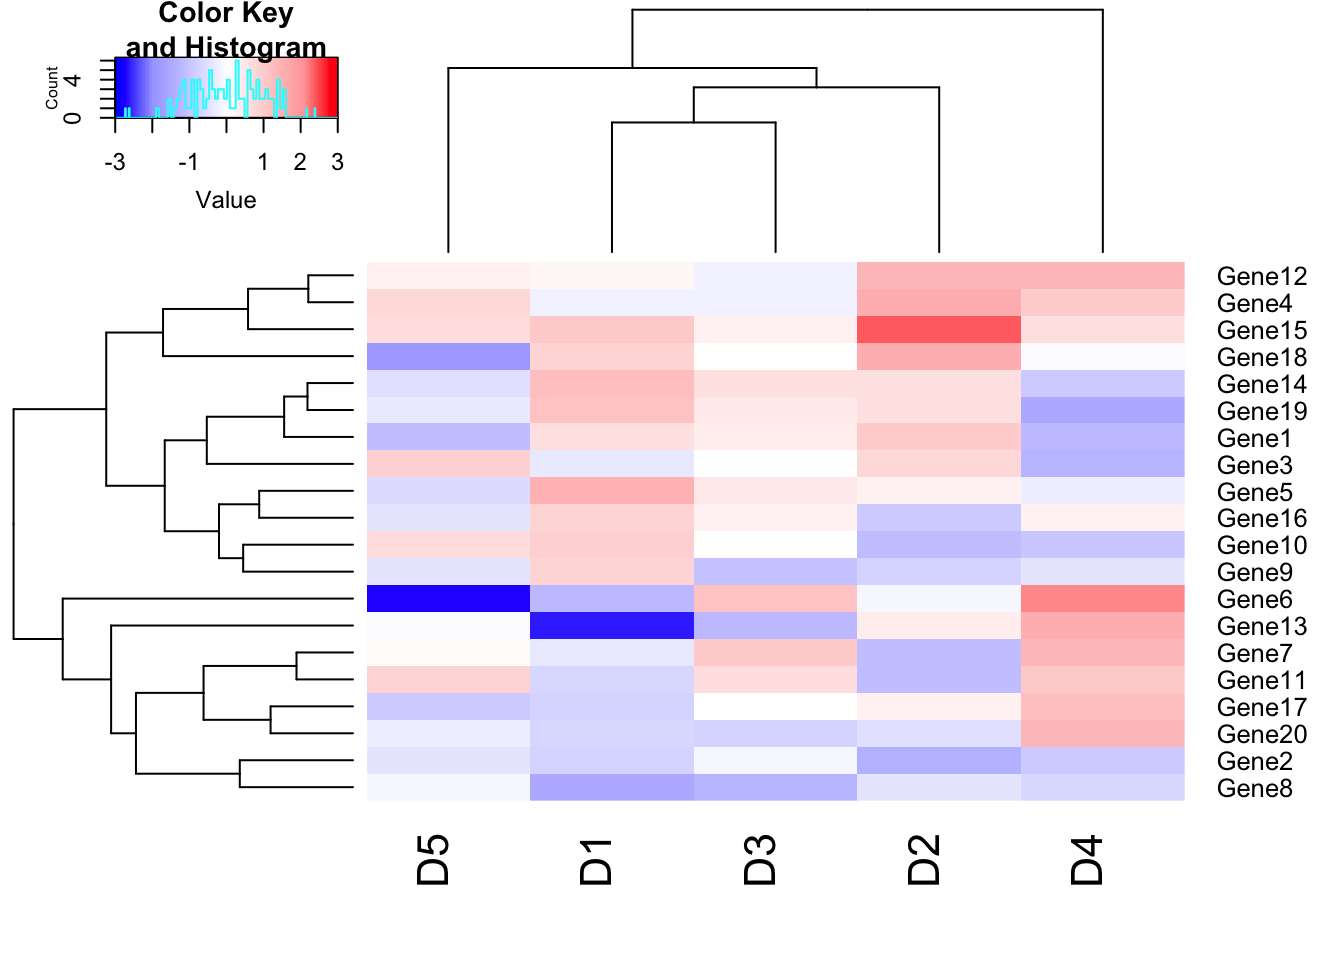 Color Key
and Histogram
Count
0 4
-3 -1 1 2 3
Value
Gene12
Gene4
Gene15
Gene18
Gene14
Gene19
Gene1
Gene3
Gene5
Gene16
Gene10
Gene9
Gene6
Gene13
Gene7
Gene11
Gene17
Gene20
Gene2
Gene8
D5 D1 D3 D2 D4